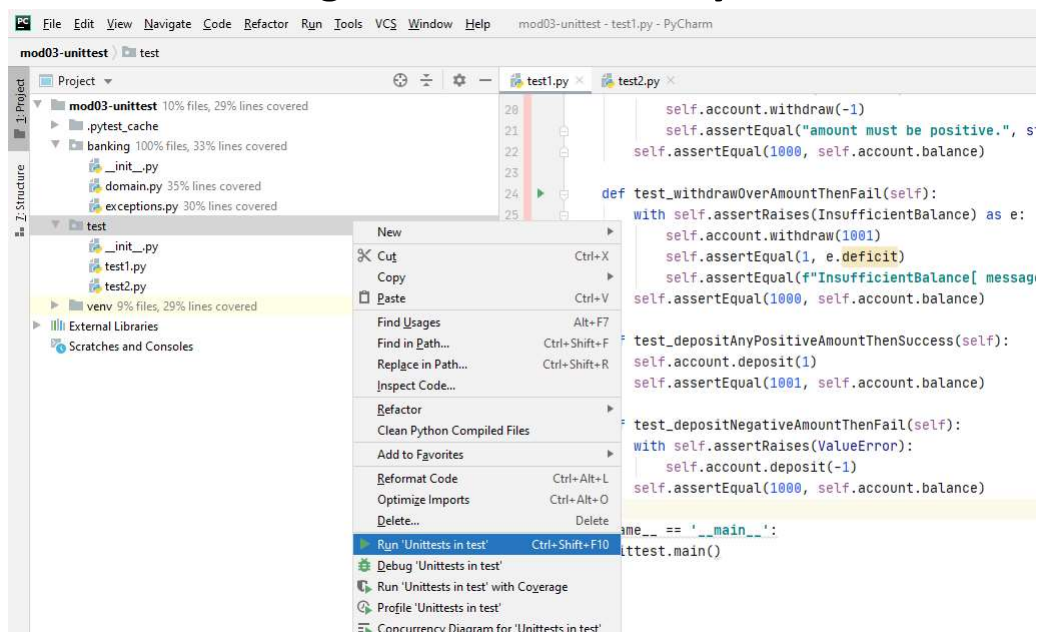 File Edit View Navigate Code Refactor Run Tools VCS Window Help mod03-unittest - test1.py - PyCharm
mod03-unittest test
1: Project
7: Structure
Project
mod03-unittest 10% files, 29% lines covered
.pytest_cache
banking 100% files, 33% lines covered
__init__.py
domain.py 35% lines covered
exceptions.py 30% lines covered
test
__init__.py
test1.py
test2.py
venv 9% files, 29% lines covered
External Libraries
Scratches and Consoles
test1.py test2.py
20 self.account.withdraw(-1)
21 self.assertEqual("amount must be positive.", s
22 self.assertEqual(1000, self.account.balance)
23
24 def test_withdrawOverAmountThenFail(self):
25 with self.assertRaises(InsufficientBalance) as e:
self.account.withdraw(1001)
self.assertEqual(1, e.deficit)
self.assertEqual(f"InsufficientBalance[ messag
self.assertEqual(1000, self.account.balance)
test_depositAnyPositiveAmountThenSuccess(self):
self.account.deposit(1)
self.assertEqual(1001, self.account.balance)
test_depositNegativeAmountThenFail(self):
with self.assertRaises(ValueError):
self.account.deposit(-1)
self.assertEqual(1000, self.account.balance)
ame__ == '__main__':
ittest.main()
New
Cut Ctrl+X
Copy
Paste Ctrl+V
Find Usages Alt+F7
Find in Path... Ctrl+Shift+F
Replace in Path... Ctrl+Shift+R
Inspect Code...
Refactor
Clean Python Compiled Files
Add to Favorites
Reformat Code Ctrl+Alt+L
Optimize Imports Ctrl+Alt+O
Delete... Delete
Run 'Unittests in test' Ctrl+Shift+F10
Debug 'Unittests in test'
Run 'Unittests in test' with Coverage
Profile 'Unittests in test'
Concurrency Diagram for 'Unittests in test'